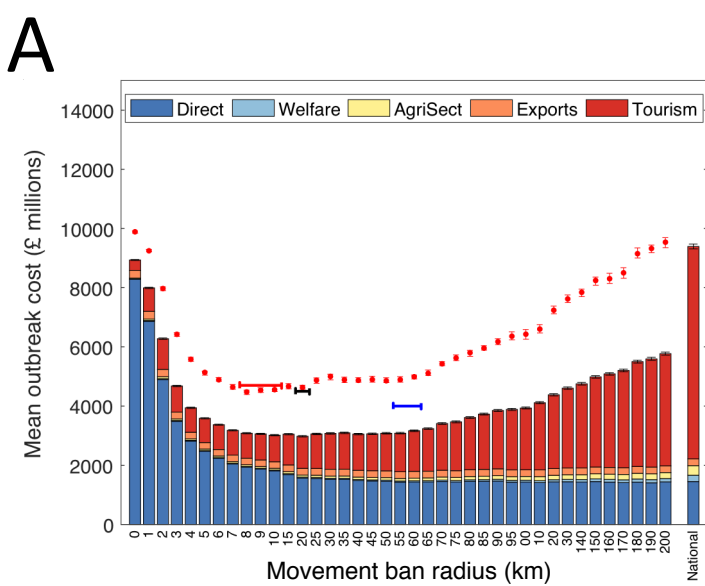 A
14000
12000
10000
8000
6000
4000
2000
0
Mean outbreak cost (£ millions)
Direct Welfare AgriSect Exports Tourism
0 1 2 3 4 5 6 7 8 9 10 15 20 25 30 35 40 45 50 55 60 65 70 75 80 85 90 95 00 10 20 30 140 150 160 170 180 190 200 National
Movement ban radius (km)